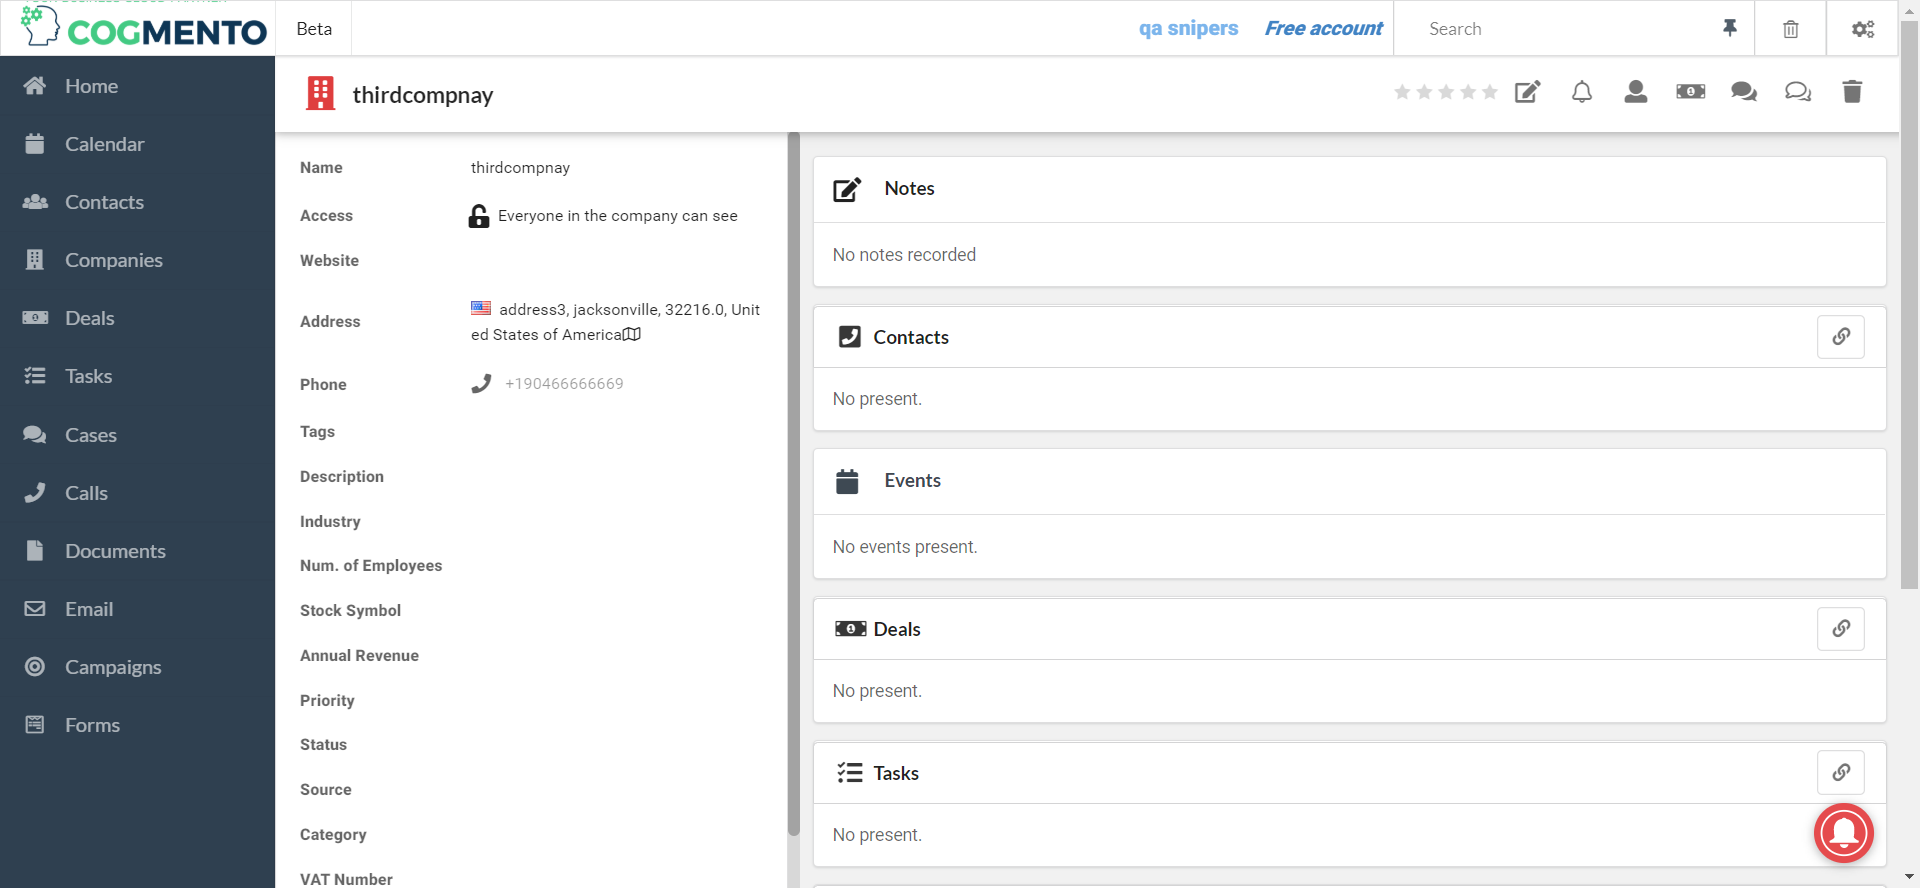 COGMENTO
Beta
qa snipers
Free account
Search
Home
Calendar
Contacts
Companies
Deals
Tasks
Cases
Calls
Documents
Email
Campaigns
Forms
thirdcompnay
Name
thirdcompnay
Access
Everyone in the company can see
Website
Address
address3, jacksonville, 32216.0, Unit
ed States of America
Phone
+190466666669
Tags
Description
Industry
Num. of Employees
Stock Symbol
Annual Revenue
Priority
Status
Source
Category
VAT Number
Notes
No notes recorded
Contacts
No present.
Events
No events present.
Deals
No present.
Tasks
No present.